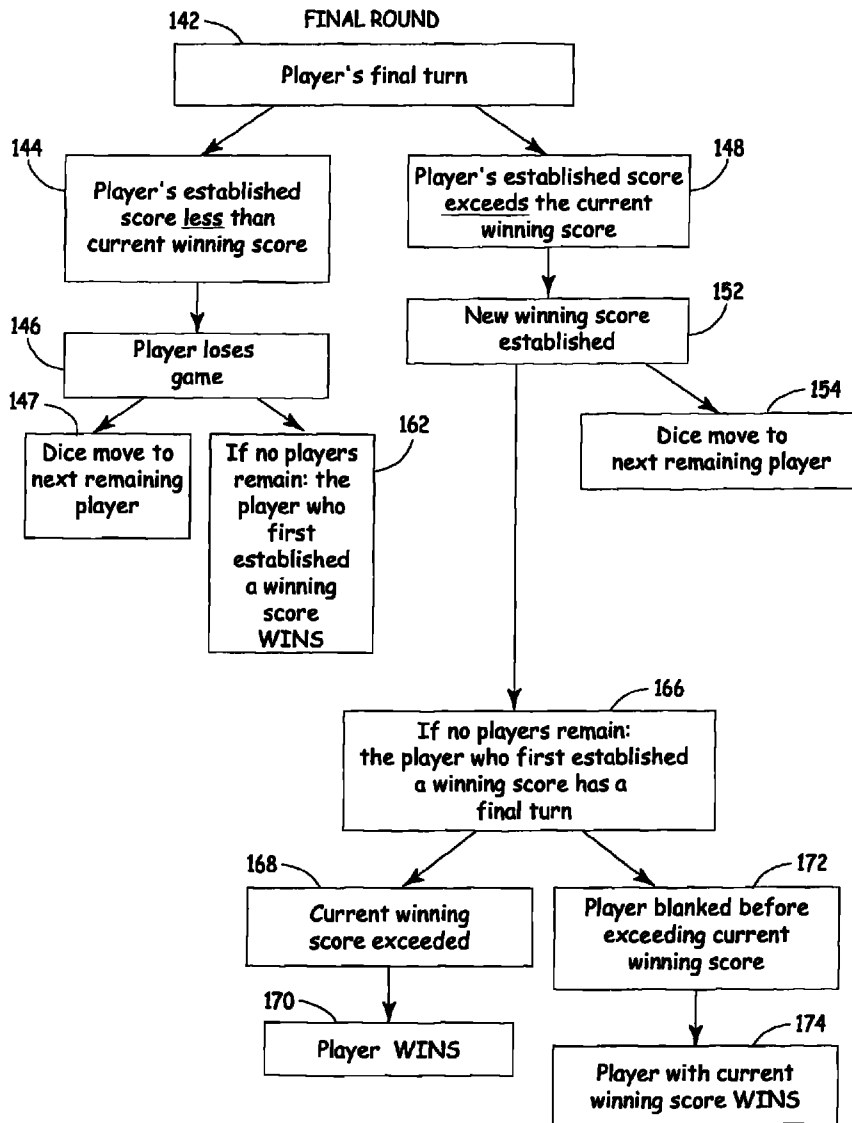 FINAL ROUND
142
Player's final turn
144
Player's established
score less than
current winning score
148
Player's established score
exceeds the current
winning score
146
Player loses
game
152
New winning score
established
147
Dice move to
next remaining
player
162
If no players
remain: the
player who
first
established
a winning
score
WINS
154
Dice move to
next remaining player
166
If no players remain:
the player who first established
a winning score has a
final turn
168
Current winning
score exceeded
172
Player blanked before
exceeding current
winning score
170
Player WINS
174
Player with current
winning score WINS